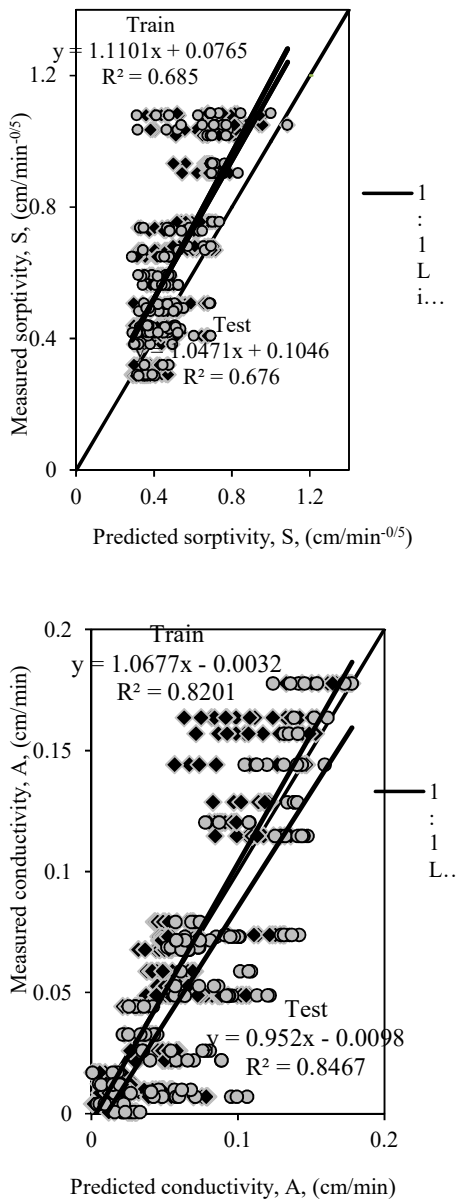 Train
y = 1.1101x + 0.0765
R² = 0.685
1.2
0.8
0.4
0
Test
= 1.0471x + 0.1046
R² = 0.676
0
0.4
0.8
1.2
Measured sorptivity, S, (cm/min⁻⁰/⁵)
Predicted sorptivity, S, (cm/min⁻⁰/⁵)
1
:
1
L
i…
0.2
Train
y = 1.0677x - 0.0032
R² = 0.8201
0.15
0.1
0.05
0
Test
y = 0.952x - 0.0098
R² = 0.8467
0
0.1
0.2
Measured conductivity, A, (cm/min)
Predicted conductivity, A, (cm/min)
1
:
1
L…